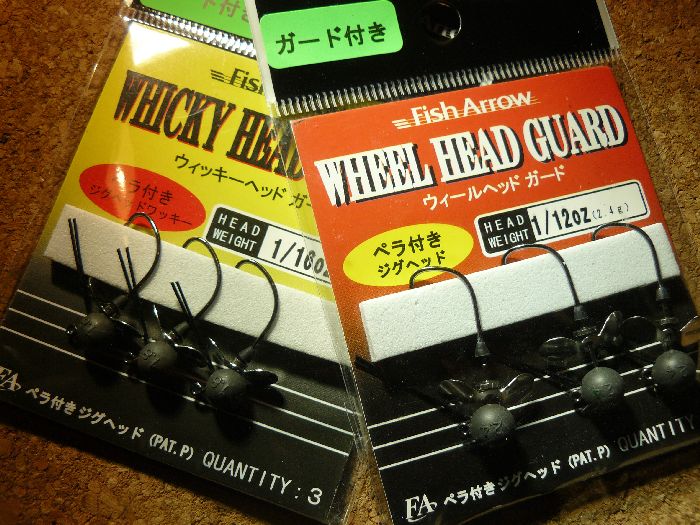 ド付き
Fish
WHICKY HEAD
ウィッキーヘッド ガ
ペラ付き
ジグヘッドワッキー
HEAD
WEIGHT
1/16oz
FA ペラ付きジグヘッド (PAT.P) QUANTITY:3
ガード付き
Fish Arrow
WHEEL HEAD GUARD
ウィールヘッド ガード
ペラ付き
ジグヘッド
HEAD
WEIGHT
1/12oz(2.4g)
FA ペラ付きジグヘッド (PAT.P) QUANTITY